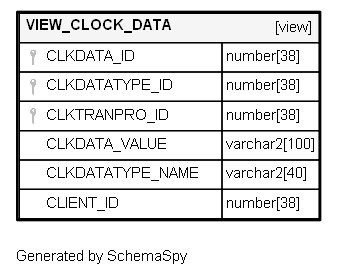 VIEW_CLOCK_DATA [view]
CLKDATA_ID number[38]
CLKDATATYPE_ID number[38]
CLKTRANPRO_ID number[38]
CLKDATA_VALUE varchar2[100]
CLKDATATYPE_NAME varchar2[40]
CLIENT_ID number[38]
Generated by SchemaSpy